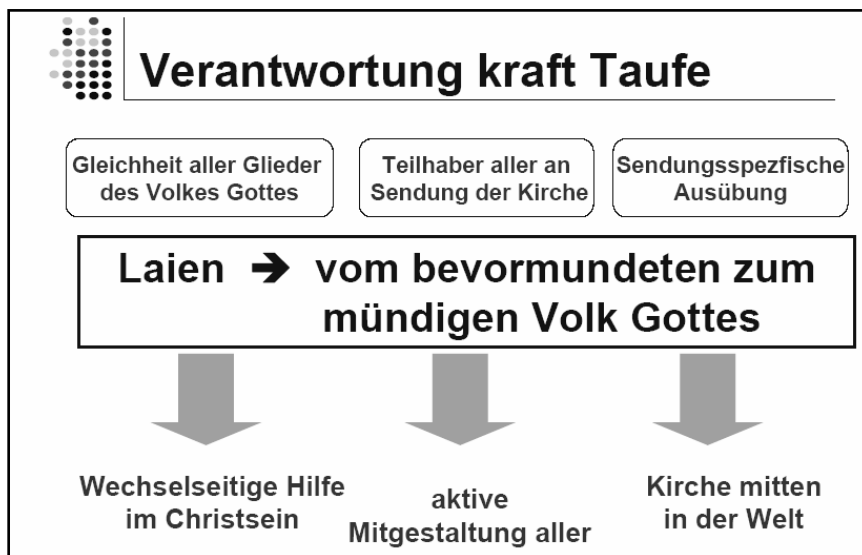 Verantwortung kraft Taufe
Gleichheit aller Glieder
des Volkes Gottes
Teilhaber aller an
Sendung der Kirche
Sendungsspezfische
Ausübung
Laien ➔ vom bevormundeten zum
mündigen Volk Gottes
Wechselseitige Hilfe
im Christsein
aktive
Mitgestaltung aller
Kirche mitten
in der Welt